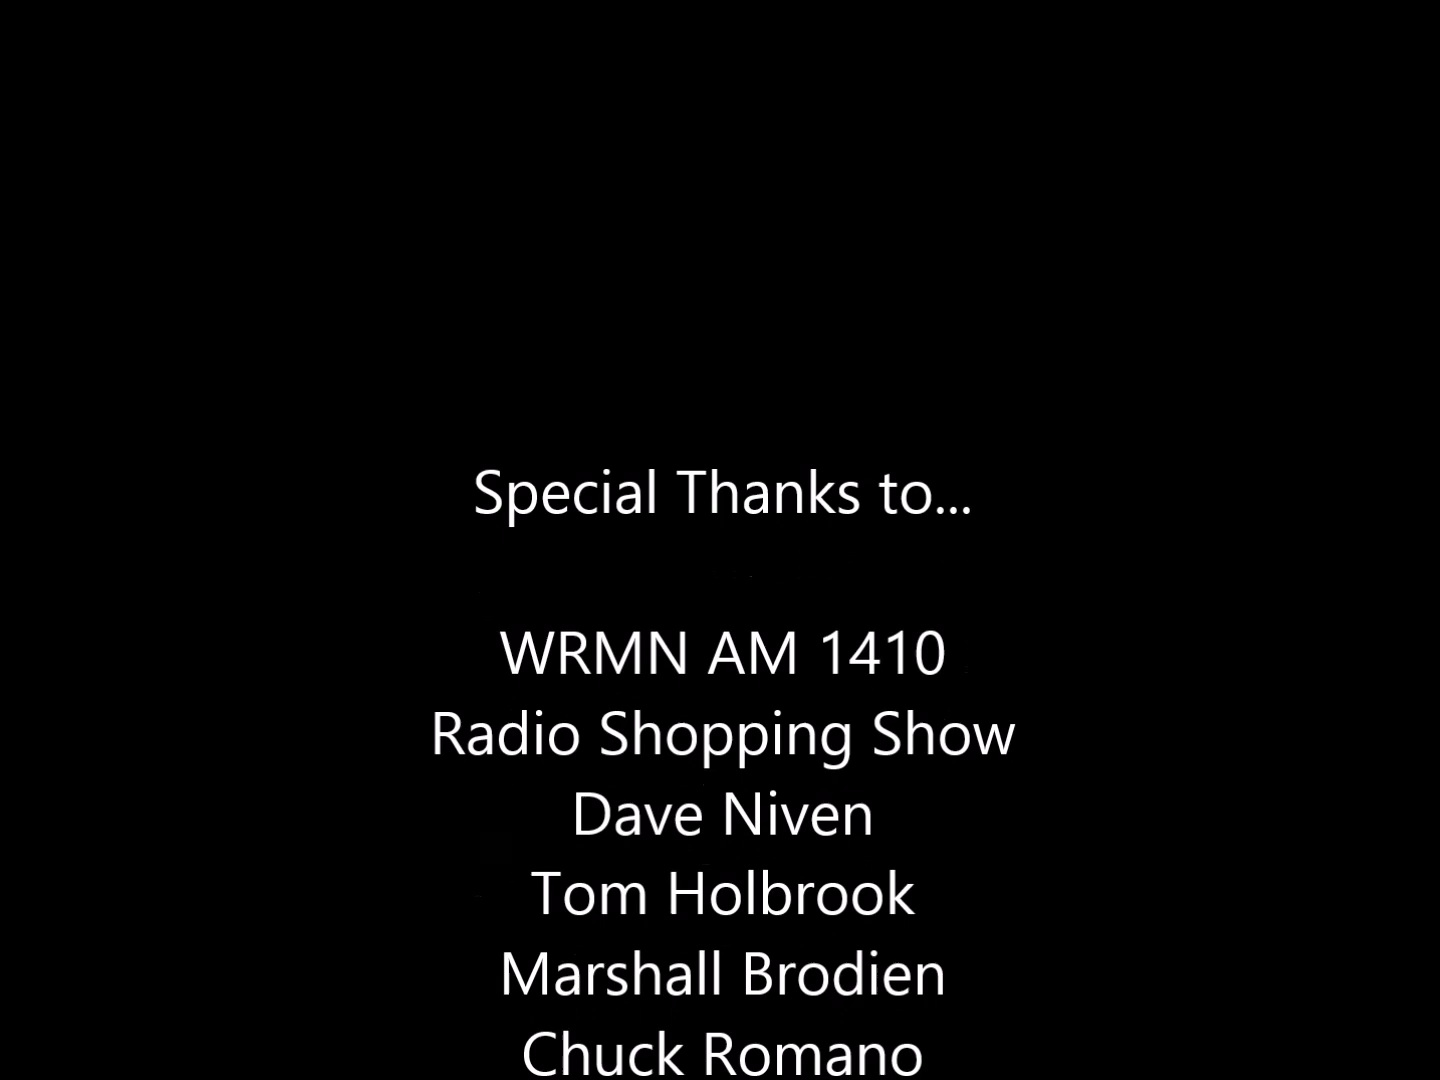 Special Thanks to...
WRMN AM 1410
Radio Shopping Show
Dave Niven
Tom Holbrook
Marshall Brodien
Chuck Romano